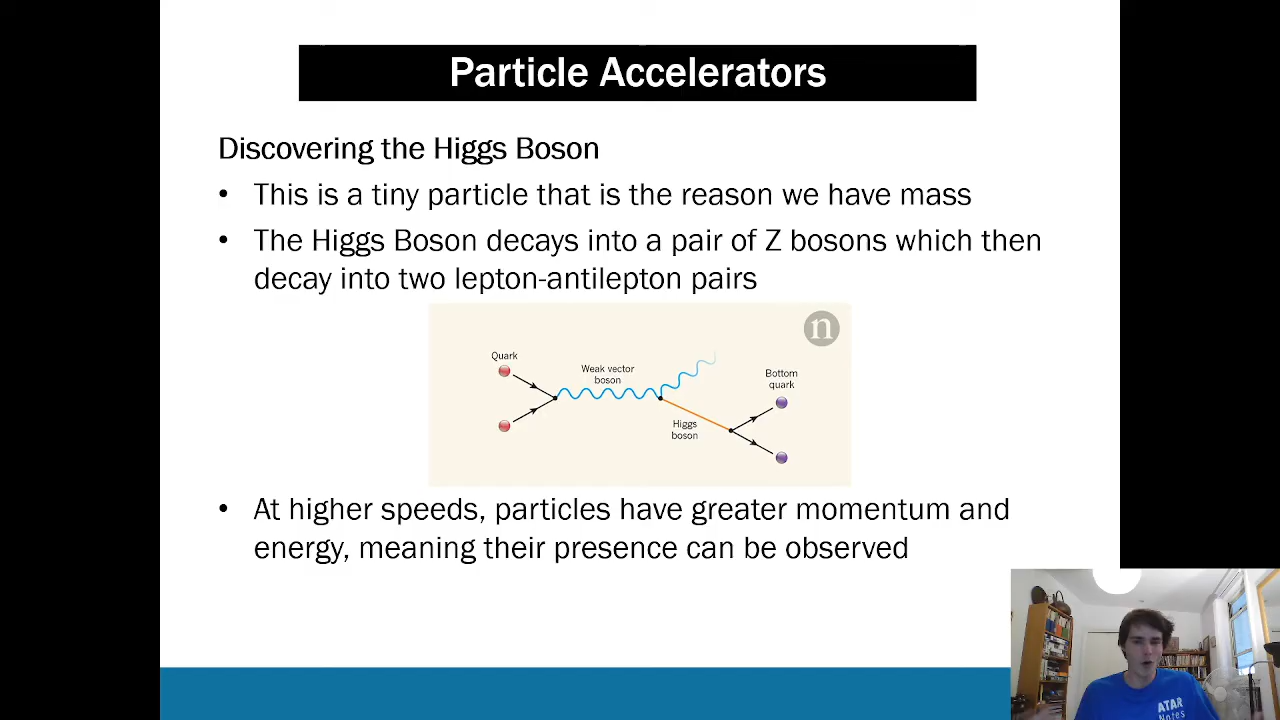 Particle Accelerators
Discovering the Higgs Boson
• This is a tiny particle that is the reason we have mass
• The Higgs Boson decays into a pair of Z bosons which then
decay into two lepton-antilepton pairs
n
Quark
Weak vector
boson
Bottom
quark
Higgs
boson
• At higher speeds, particles have greater momentum and
energy, meaning their presence can be observed
ATAR
Notes